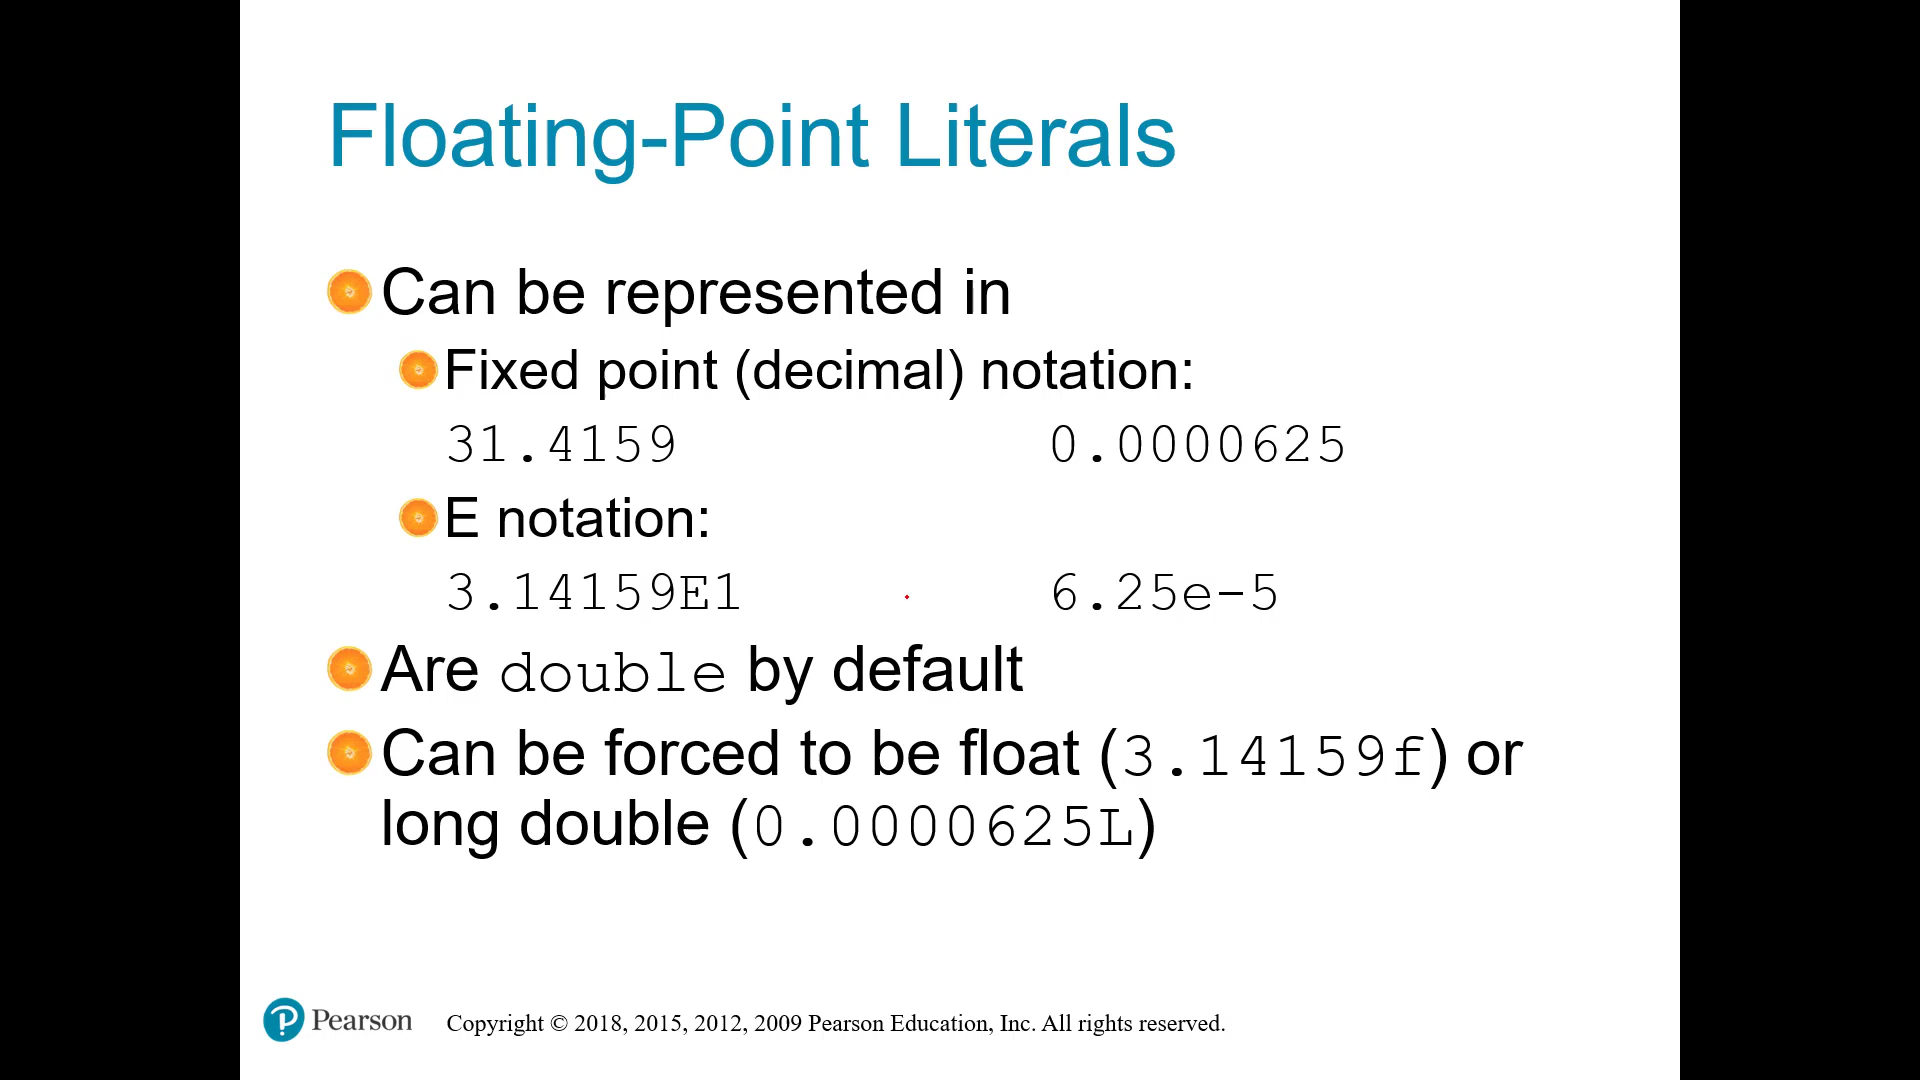 Floating-Point Literals
Can be represented in
Fixed point (decimal) notation:
31.4159 0.0000625
E notation:
3.14159E1 6.25e-5
Are double by default
Can be forced to be float (3.14159f) or
long double (0.0000625L)
Pearson Copyright © 2018, 2015, 2012, 2009 Pearson Education, Inc. All rights reserved.